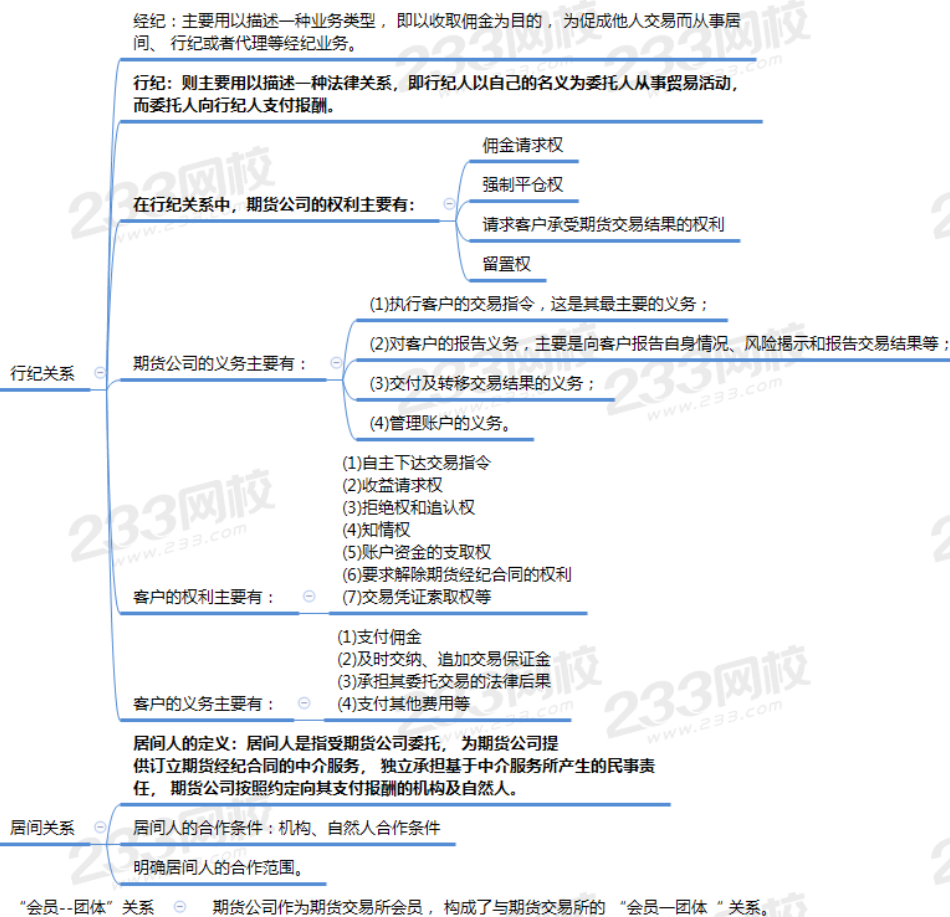 经纪：主要用以描述一种业务类型，即以收取佣金为目的，为促成他人交易而从事居
间、行纪或者代理等经纪业务。
行纪：则主要用以描述一种法律关系，即行纪人以自己的名义为委托人从事贸易活动，
而委托人向行纪人支付报酬。
在行纪关系中，期货公司的权利主要有：
佣金请求权
强制平仓权
请求客户承受期货交易结果的权利
留置权
行纪关系
期货公司的义务主要有：
(1)执行客户的交易指令，这是其最主要的义务；
(2)对客户的报告义务，主要是向客户报告自身情况、风险揭示和报告交易结果等；
(3)交付及转移交易结果的义务；
(4)管理账户的义务。
客户的权利主要有：
(1)自主下达交易指令
(2)收益请求权
(3)拒绝权和追认权
(4)知情权
(5)账户资金的支取权
(6)要求解除期货经纪合同的权利
(7)交易凭证索取权等
客户的义务主要有：
(1)支付佣金
(2)及时交纳、追加交易保证金
(3)承担其委托交易的法律后果
(4)支付其他费用等
居间关系
居间人的定义：居间人是指受期货公司委托，为期货公司提
供订立期货经纪合同的中介服务，独立承担基于中介服务所产生的民事责
任，期货公司按照约定向其支付报酬的机构及自然人。
居间人的合作条件：机构、自然人合作条件
明确居间人的合作范围。
“会员--团体”关系
期货公司作为期货交易所会员，构成了与期货交易所的“会员—团体“关系。
233网校
www.233.com